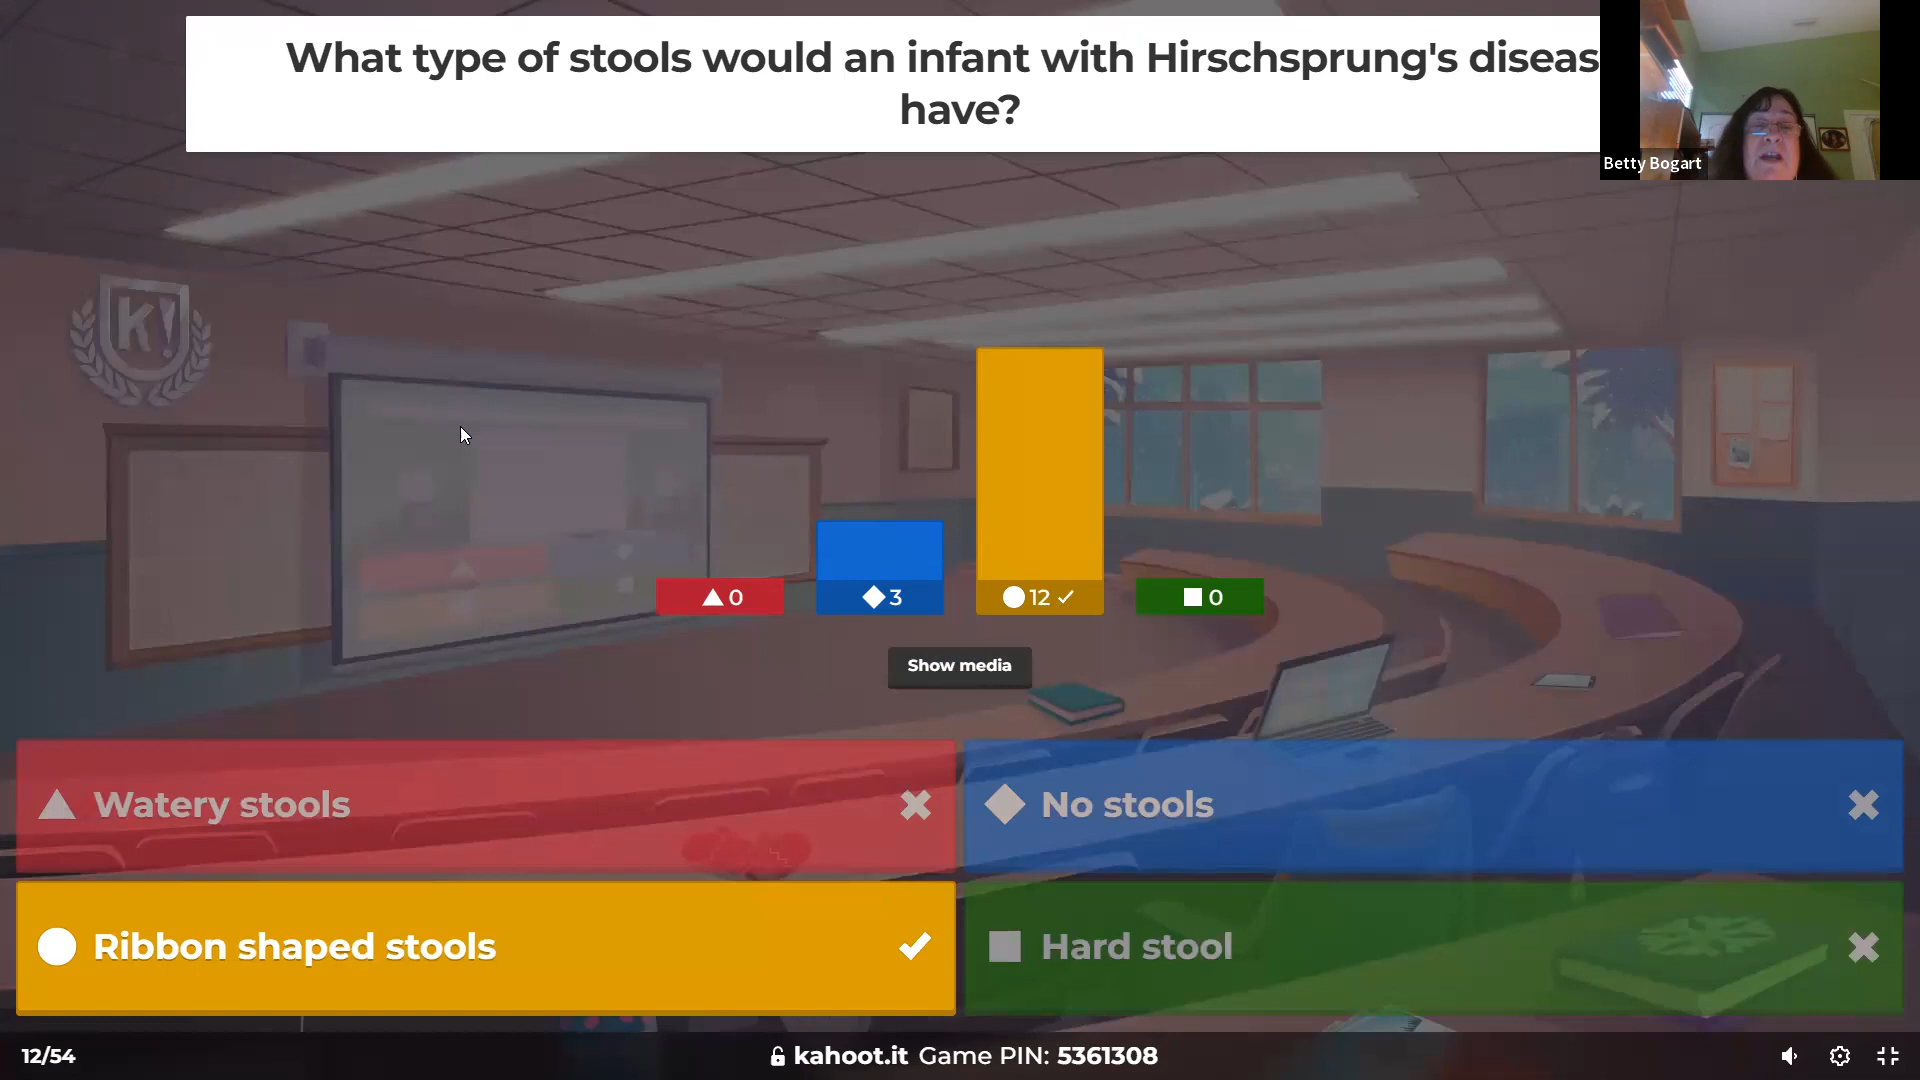 What type of stools would an infant with Hirschsprung's diseas
have?
Betty Bogart
K!
0
3
12
0
Show media
Watery stools
No stools
Ribbon shaped stools
Hard stool
12/54
kahoot.it Game PIN: 5361308